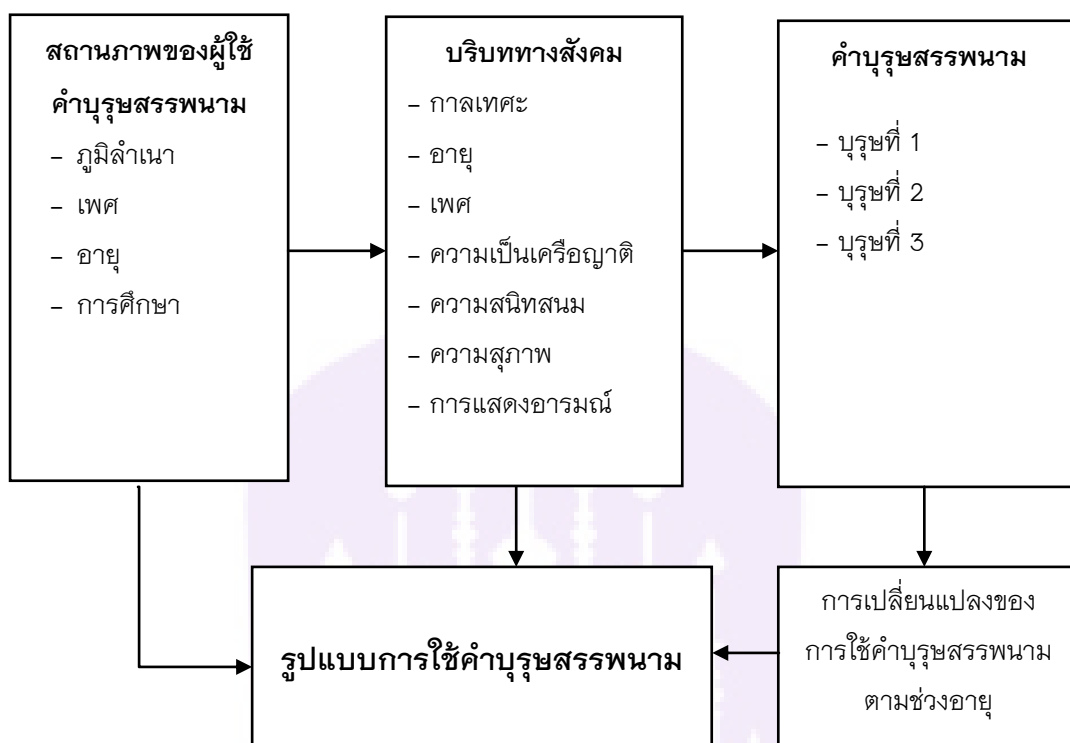 สถานภาพของผู้ใช้
คำบุรุษสรรพนาม
- ภูมิลำเนา
- เพศ
- อายุ
- การศึกษา
บริบททางสังคม
- กาลเทศะ
- อายุ
- เพศ
- ความเป็นเครือญาติ
- ความสนิทสนม
- ความสุภาพ
- การแสดงอารมณ์
คำบุรุษสรรพนาม
- บุรุษที่ 1
- บุรุษที่ 2
- บุรุษที่ 3
รูปแบบการใช้คำบุรุษสรรพนาม
การเปลี่ยนแปลงของ
การใช้คำบุรุษสรรพนาม
ตามช่วงอายุ